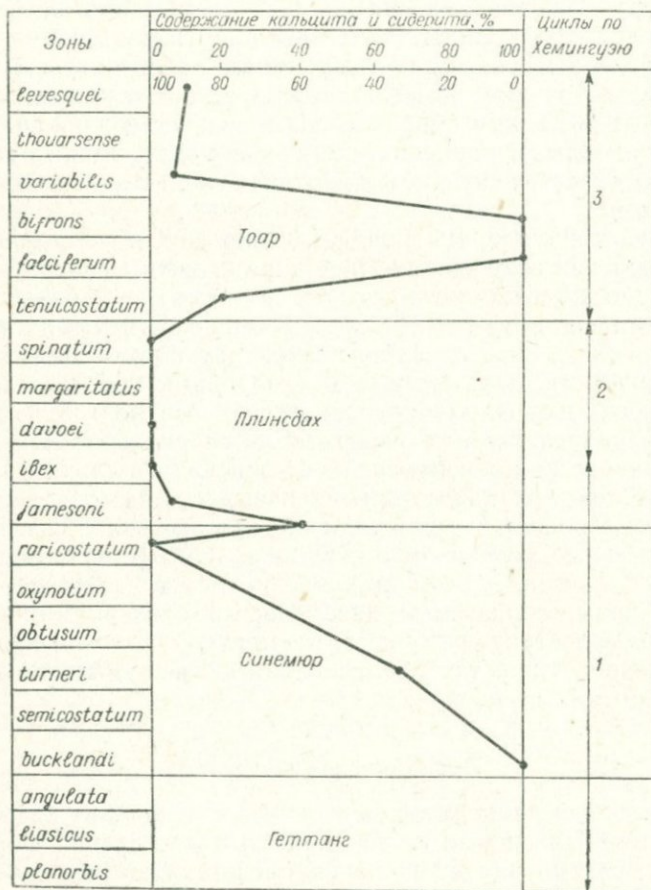 Зоны
Содержание кальцита и сидерита, %
Циклы по
Хемингуэю
0 20 40 60 80 100
100 80 60 40 20 0
levesquei
thouarsense
variabilis
bifrons
falciferum
tenuicostatum
Тоар
3
spinatum
margaritatus
davoei
ibex
jamesoni
Плинсбах
2
raricostatum
oxynotum
obtusum
turneri
semicostatum
bucklandi
Синемюр
1
angulata
liasicus
planorbis
Геттанг